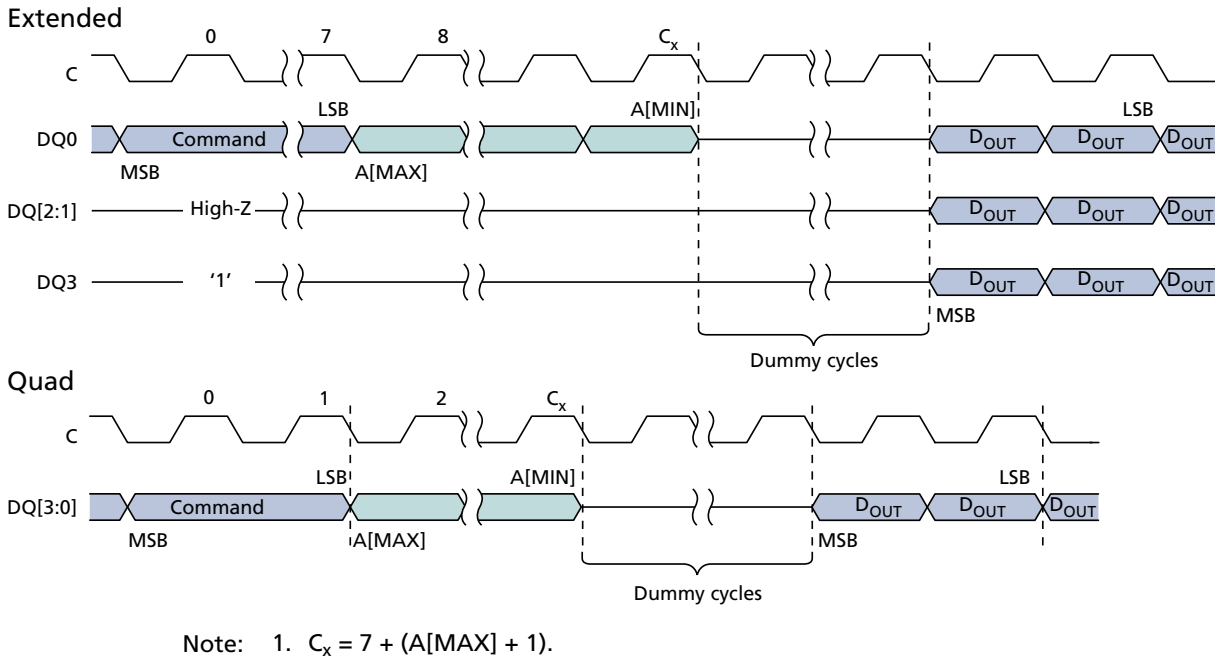 Extended
0 7 8 Cx
C
LSB A[MIN] LSB
DQ0 Command DOUT DOUT DOUT
MSB A[MAX]
DQ[2:1] High-Z DOUT DOUT DOUT
DQ3 '1' DOUT DOUT DOUT
MSB
Dummy cycles
Quad
0 1 2 Cx
C
LSB A[MIN] LSB
DQ[3:0] Command DOUT DOUT DOUT
MSB A[MAX] MSB
Dummy cycles
Note: 1. Cx = 7 + (A[MAX] + 1).